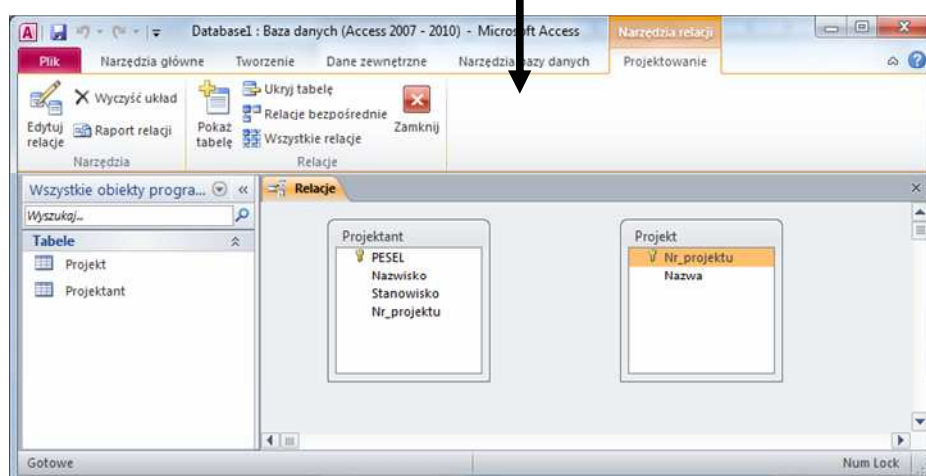 Database1 : Baza danych (Access 2007 - 2010) - Microsoft Access
Narzędzia relacji
Plik Narzędzia główne Tworzenie Dane zewnętrzne Narzędzia bazy danych Projektowanie
Edytuj relacje
Wyczyść układ
Raport relacji
Narzędzia
Pokaż tabelę
Ukryj tabelę
Relacje bezpośrednie
Wszystkie relacje
Zamknij
Relacje
Wszystkie obiekty progra...
Wyszukaj...
Tabele
Projekt
Projektant
Relacje
Projektant
PESEL
Nazwisko
Stanowisko
Nr_projektu
Projekt
Nr_projektu
Nazwa
Gotowe
Num Lock